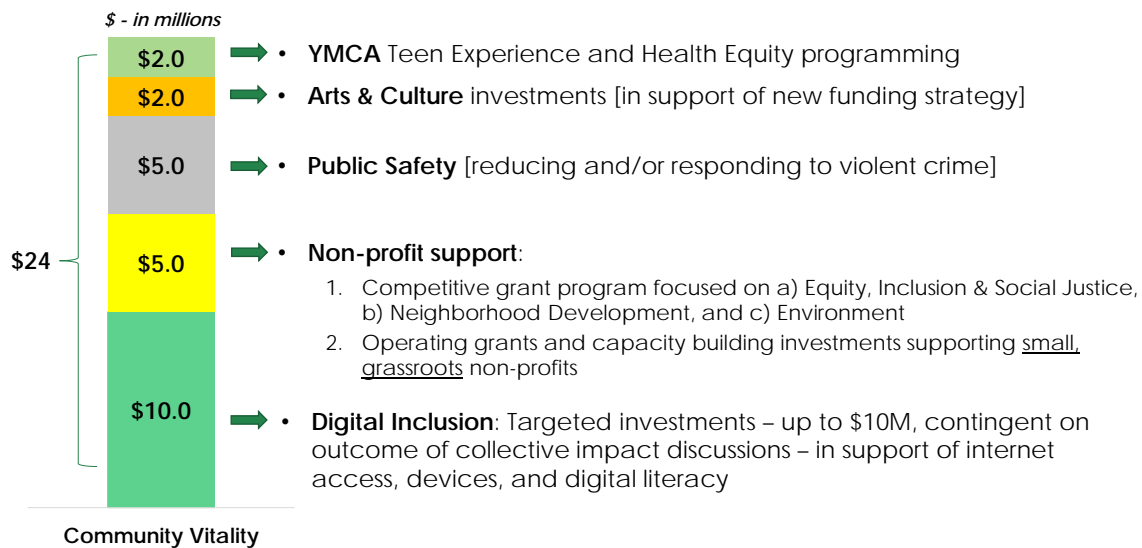 $ - in millions
$2.0
• YMCA Teen Experience and Health Equity programming
$2.0
• Arts & Culture investments [in support of new funding strategy]
$5.0
• Public Safety [reducing and/or responding to violent crime]
$24
$5.0
• Non-profit support:
1. Competitive grant program focused on a) Equity, Inclusion & Social Justice,
b) Neighborhood Development, and c) Environment
2. Operating grants and capacity building investments supporting small,
grassroots non-profits
$10.0
• Digital Inclusion: Targeted investments – up to $10M, contingent on
outcome of collective impact discussions – in support of internet
access, devices, and digital literacy
Community Vitality